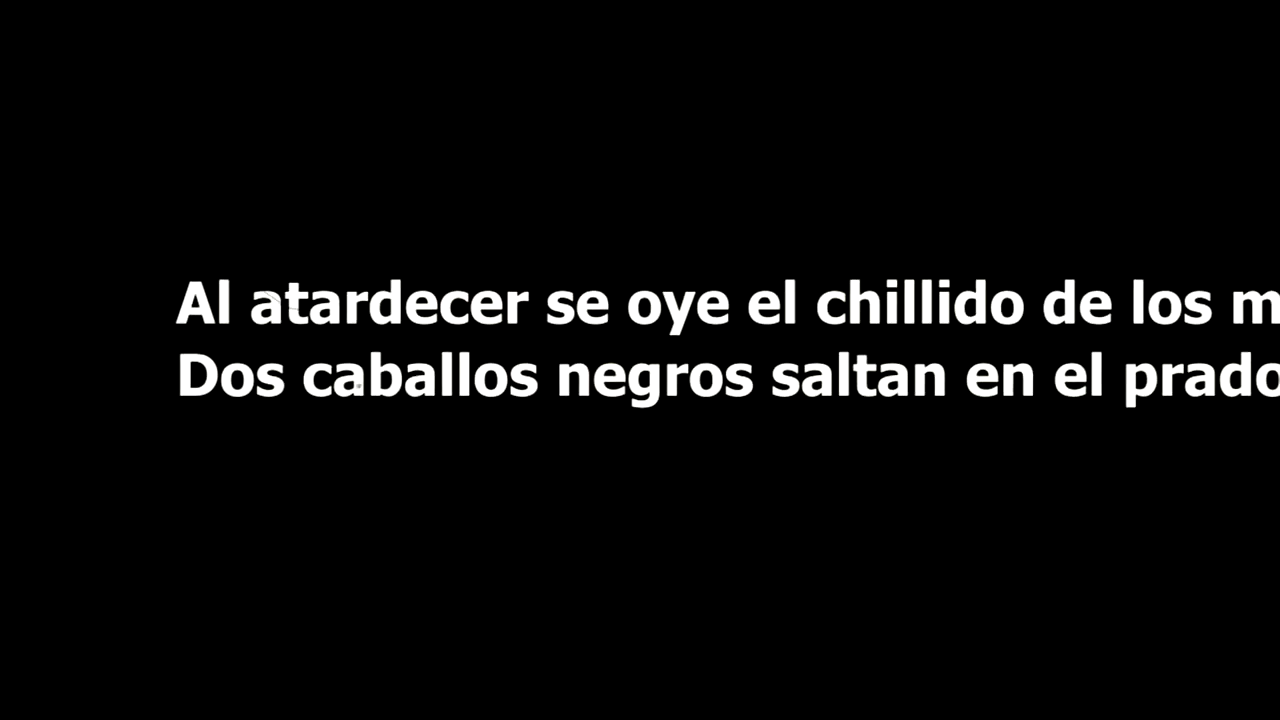 Al atardecer se oye el chillido de los
Dos caballos negros saltan en el prado